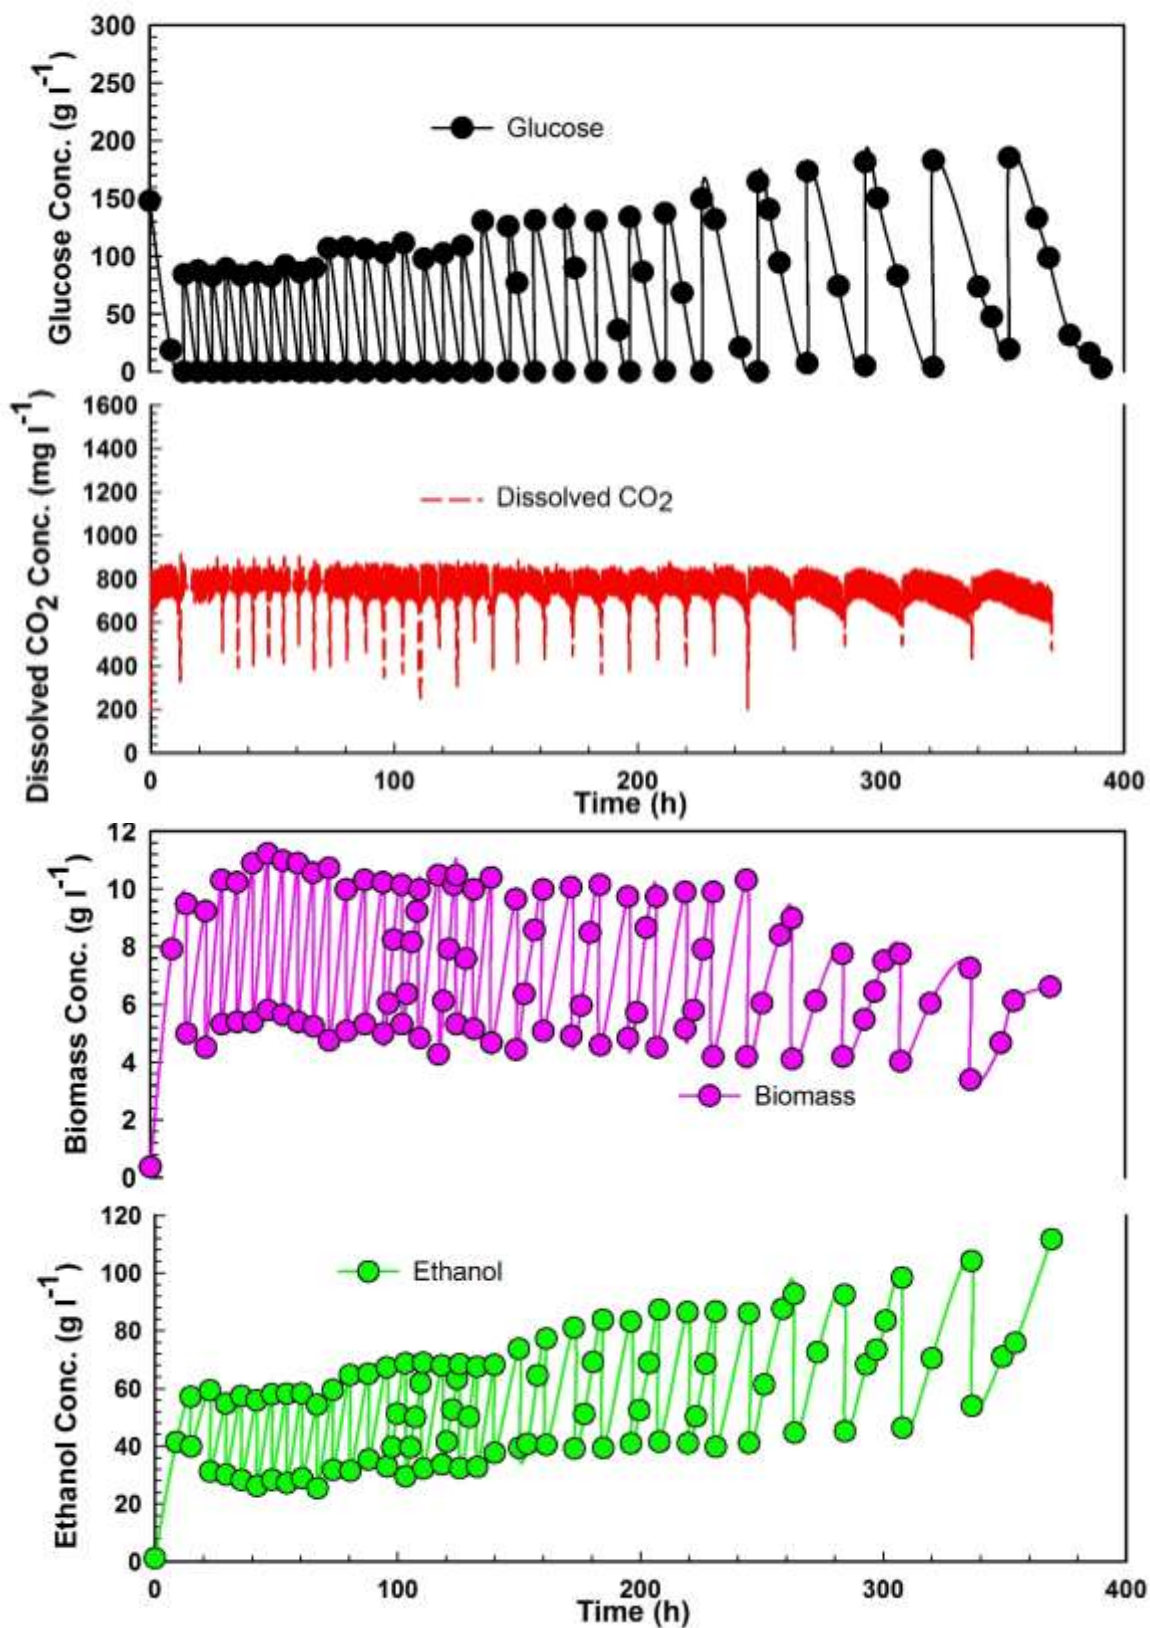 Glucose Conc. (g l-1)
300
250
200
150
100
50
0
Glucose
Dissolved CO2 Conc. (mg l-1)
1600
1400
1200
1000
800
600
400
200
0
Dissolved CO2
0 100 200 300 400
Time (h)
Biomass Conc. (g l-1)
12
10
8
6
4
2
0
Biomass
Ethanol Conc. (g l-1)
120
100
80
60
40
20
0
Ethanol
0 100 200 300 400
Time (h)